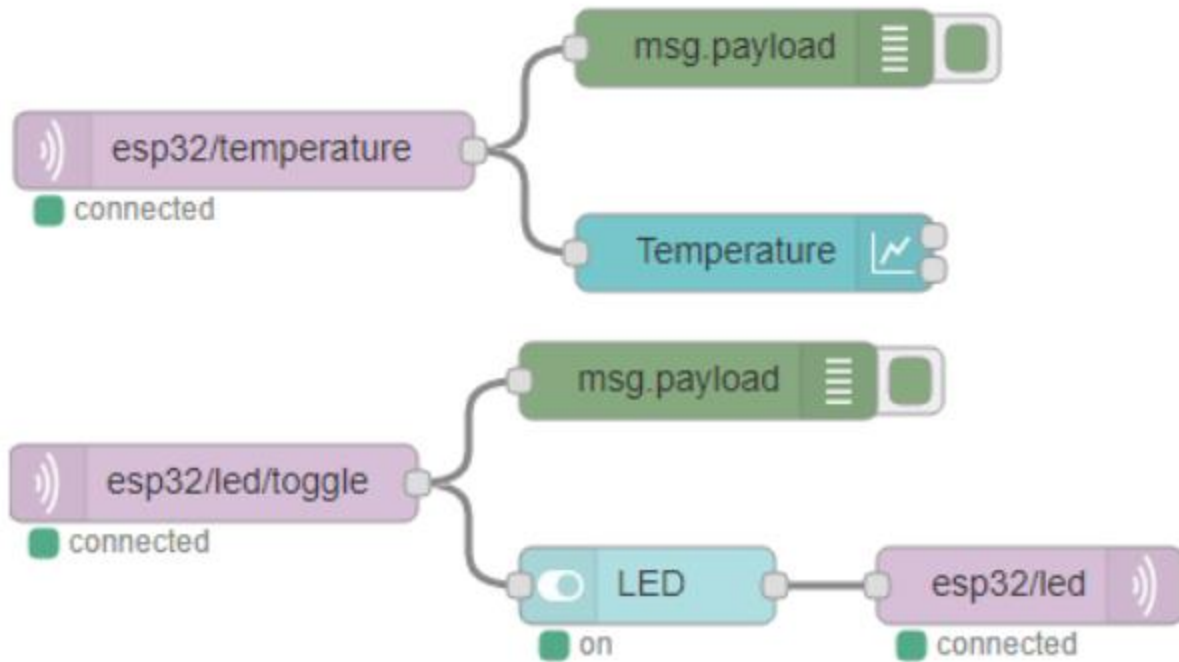 msg.payload
esp32/temperature
connected
Temperature
msg.payload
esp32/led/toggle
connected
LED
on
esp32/led
connected